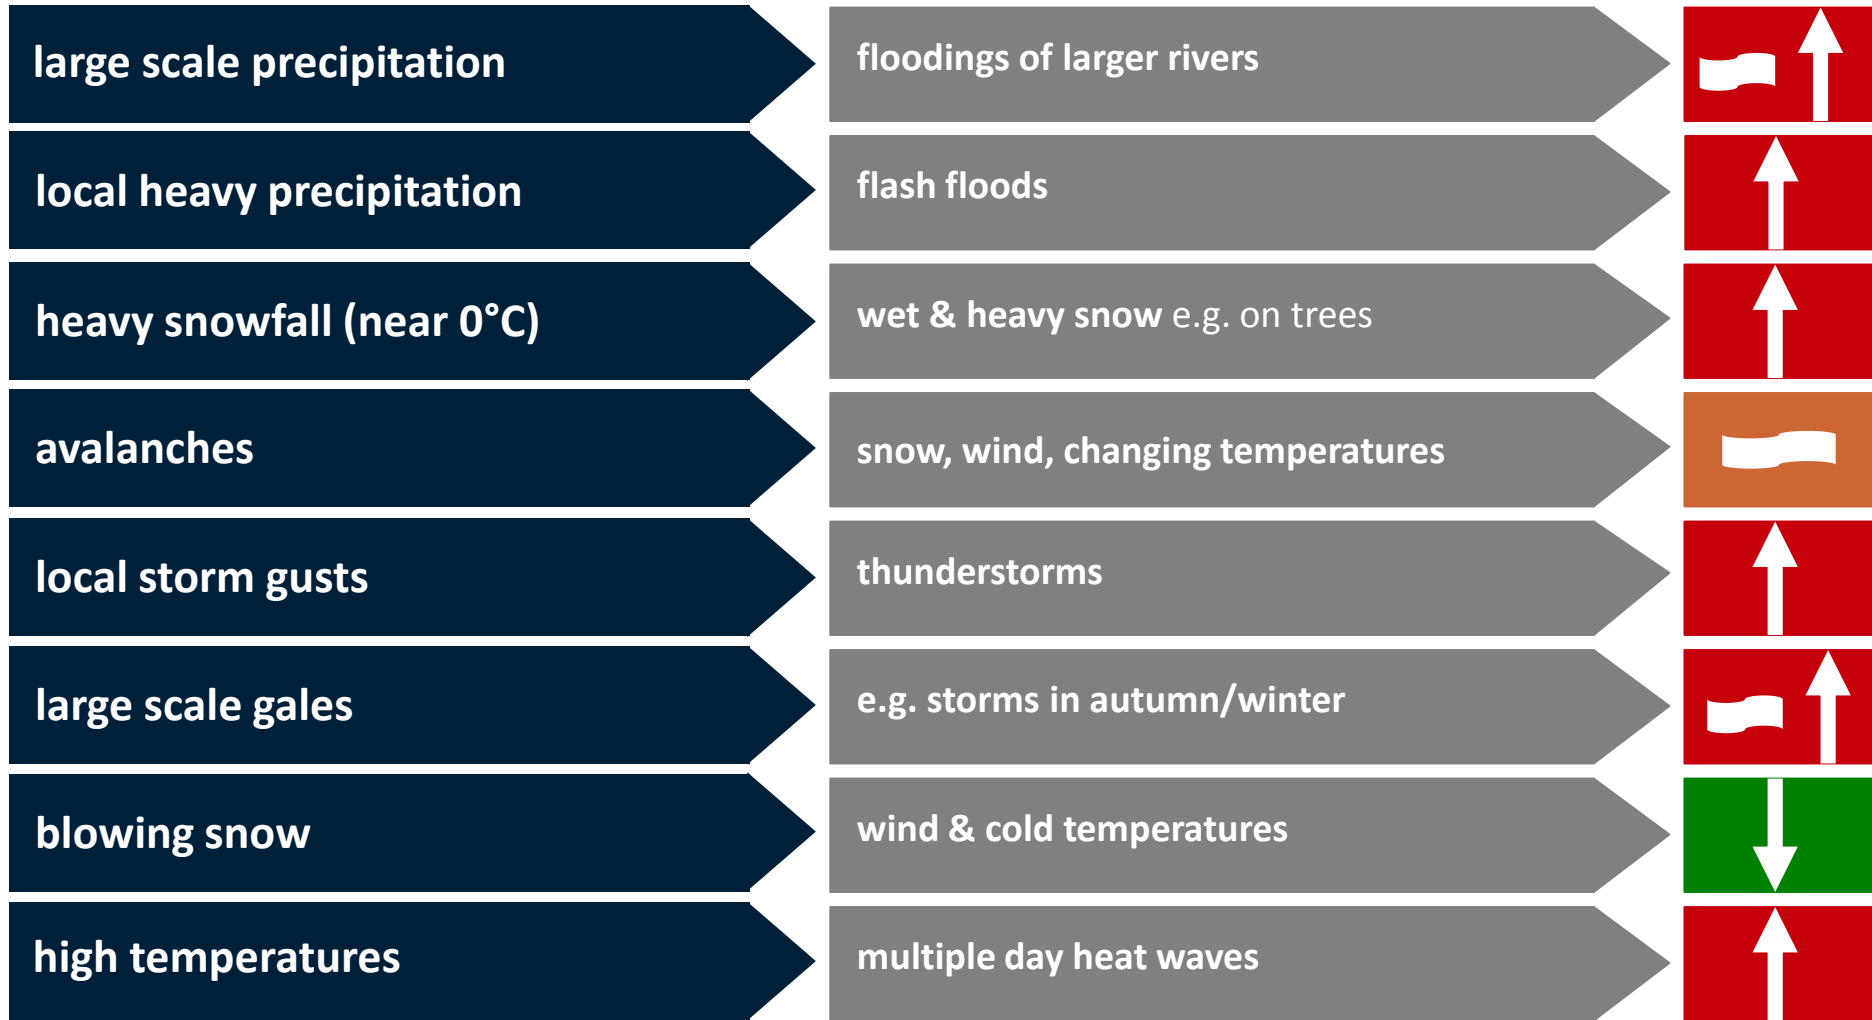 large scale precipitation
floodings of larger rivers
local heavy precipitation
flash floods
heavy snowfall (near 0°C)
wet & heavy snow e.g. on trees
avalanches
snow, wind, changing temperatures
local storm gusts
thunderstorms
large scale gales
e.g. storms in autumn/winter
blowing snow
wind & cold temperatures
high temperatures
multiple day heat waves